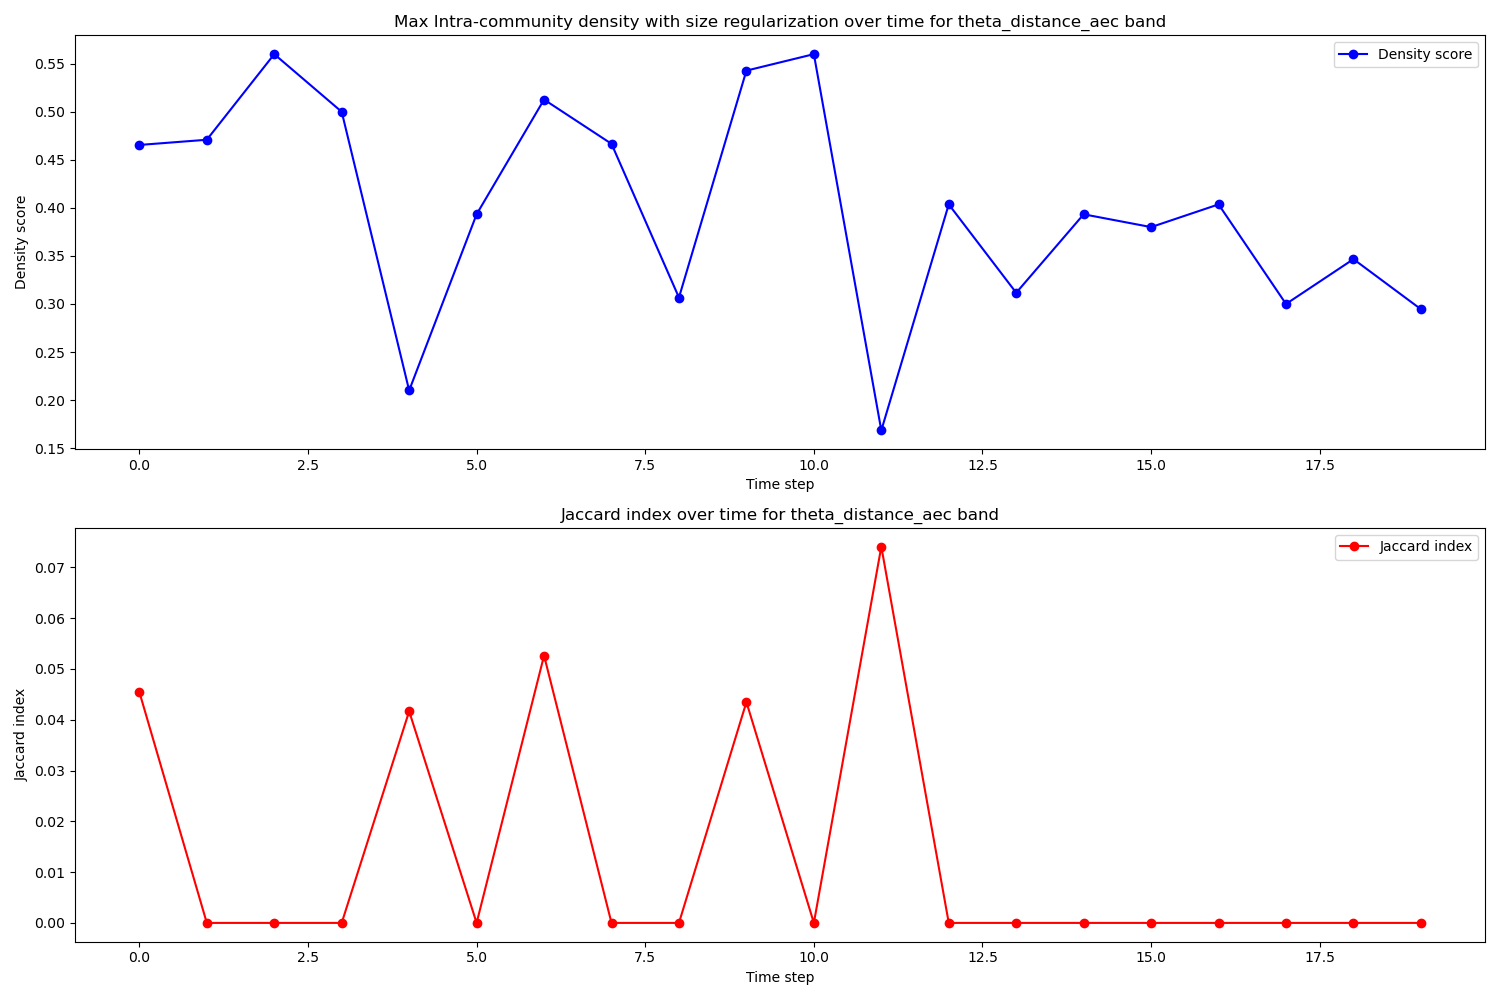 Max Intra-community density with size regularization over time for theta_distance_aec band
Density score
0.55
0.50
0.45
0.40
0.35
0.30
0.25
0.20
0.15
Density score
0.0 2.5 5.0 7.5 10.0 12.5 15.0 17.5
Time step
Jaccard index over time for theta_distance_aec band
Jaccard index
0.07
0.06
0.05
0.04
0.03
0.02
0.01
0.00
Jaccard index
0.0 2.5 5.0 7.5 10.0 12.5 15.0 17.5
Time step